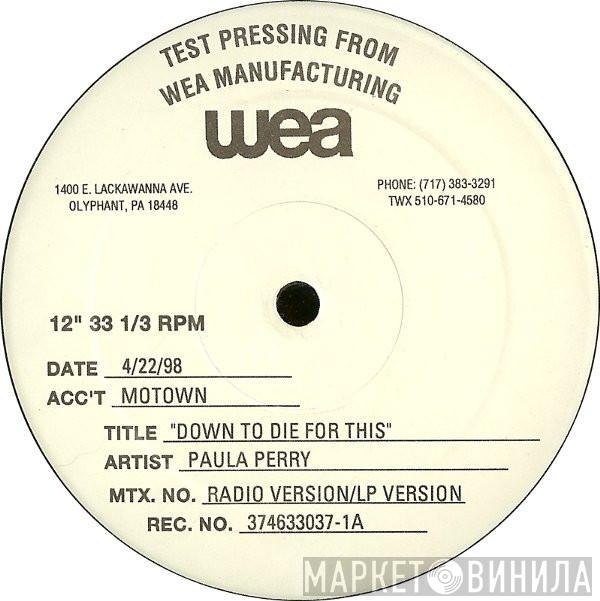 TEST PRESSING FROM
WEA MANUFACTURING
wea
1400 E. LACKAWANNA AVE.
OLYPHANT, PA 18448
PHONE: (717) 383-3291
TWX 510-671-4580
12" 33 1/3 RPM
DATE 4/22/98
ACC'T MOTOWN
TITLE "DOWN TO DIE FOR THIS"
ARTIST PAULA PERRY
MTX. NO. RADIO VERSION/LP VERSION
REC. NO. 374633037-1A
МАРКЕТ ВИНИЛА